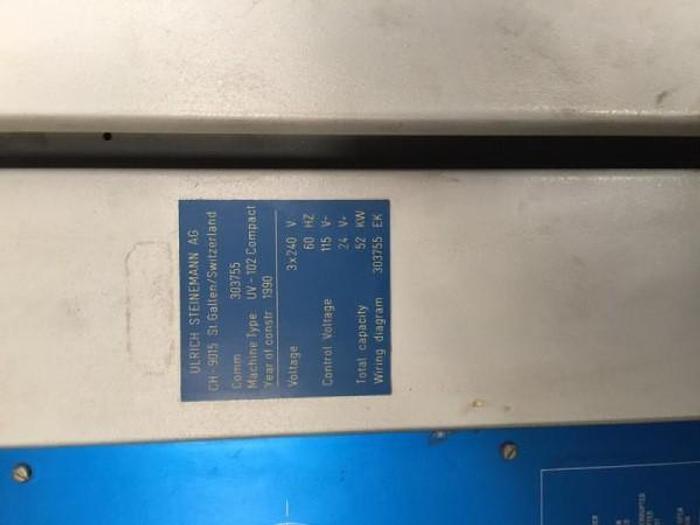 ULRICH STEINEMANN AG
CH-9015 St.Gallen/Switzerland
Comm 303755
Machine Type UV-102 Compact
Year of constr 1990
Voltage 3x240 V
60 HZ
Control Voltage 115 V~
24 V=
Total capacity 52 KW
Wiring diagram 303755 EK